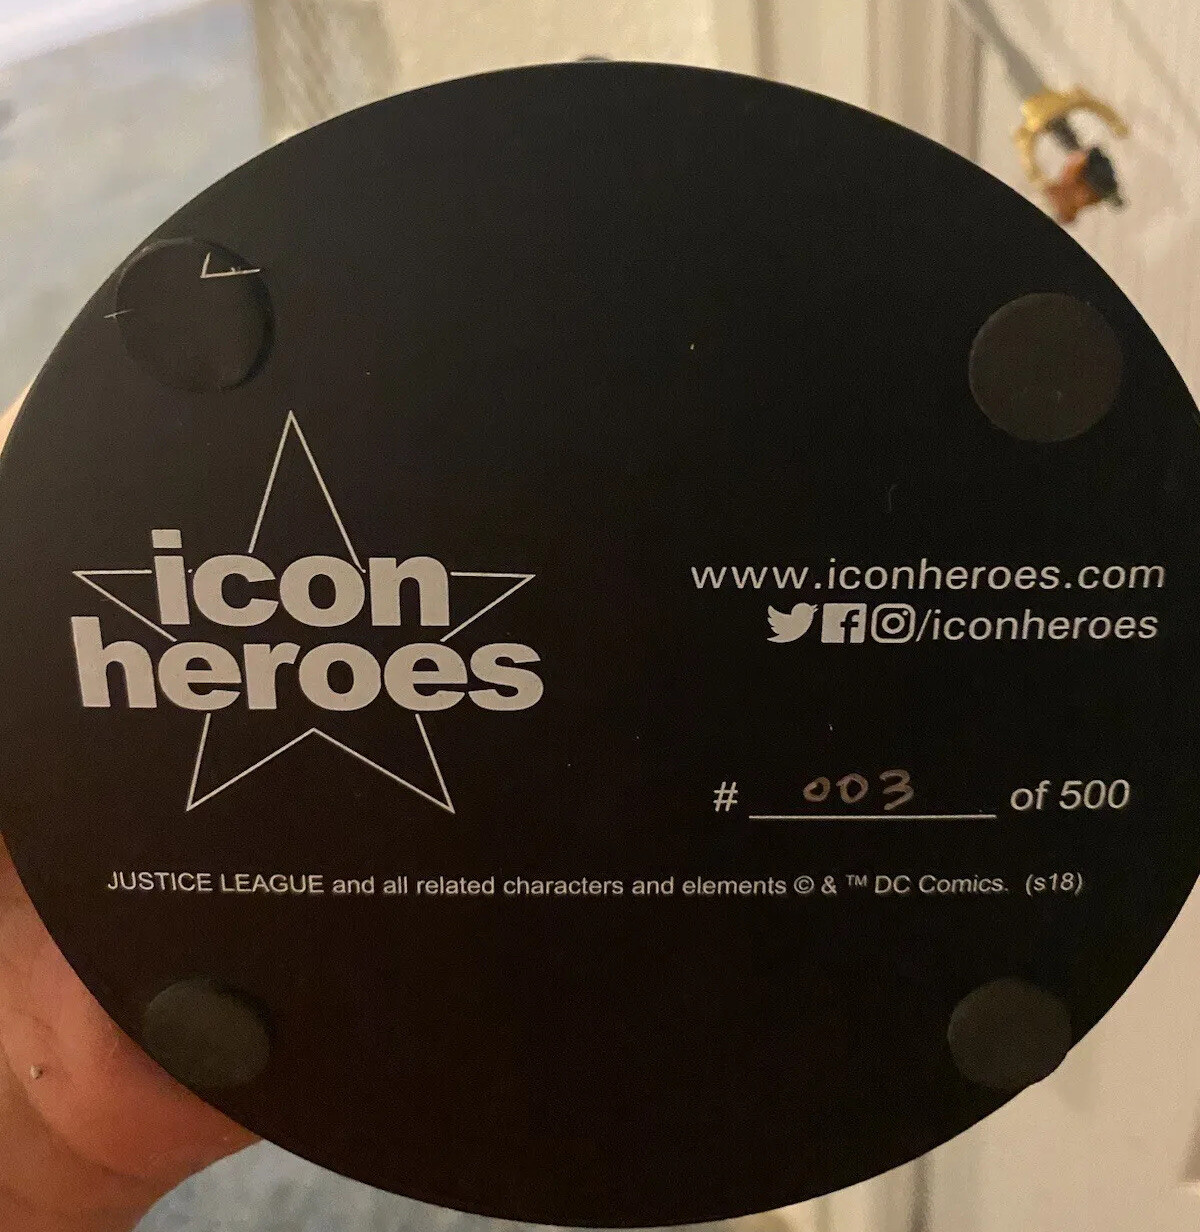 icon
heroes
www.iconheroes.com
/iconheroes
# 003 of 500
JUSTICE LEAGUE and all related characters and elements © & ™ DC Comics. (s18)